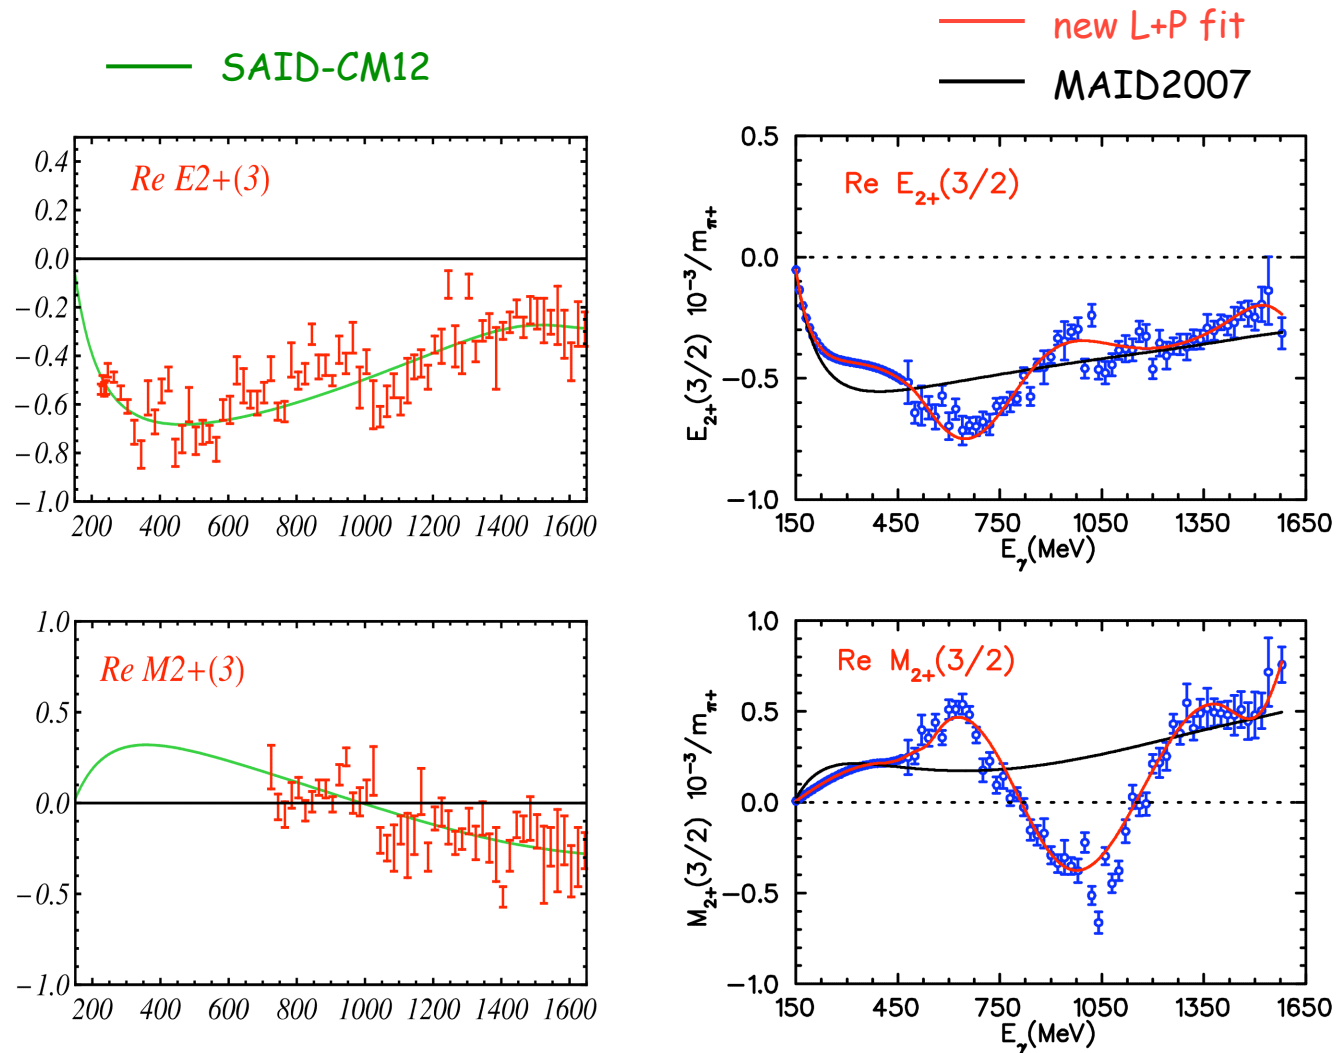 SAID-CM12
new L+P fit
MAID2007
Re E2+(3)
0.4
0.2
0.0
−0.2
−0.4
−0.6
−0.8
−1.0
200 400 600 800 1000 1200 1400 1600
Re E₂₊(3/2)
E₂₊(3/2) 10⁻³/mπ+
0.5
0.0
−0.5
−1.0
150 450 750 1050 1350 1650
Eγ(MeV)
Re M2+(3)
1.0
0.5
0.0
−0.5
−1.0
200 400 600 800 1000 1200 1400 1600
Re M₂₊(3/2)
M₂₊(3/2) 10⁻³/mπ+
1.0
0.5
0.0
−0.5
−1.0
150 450 750 1050 1350 1650
Eγ(MeV)